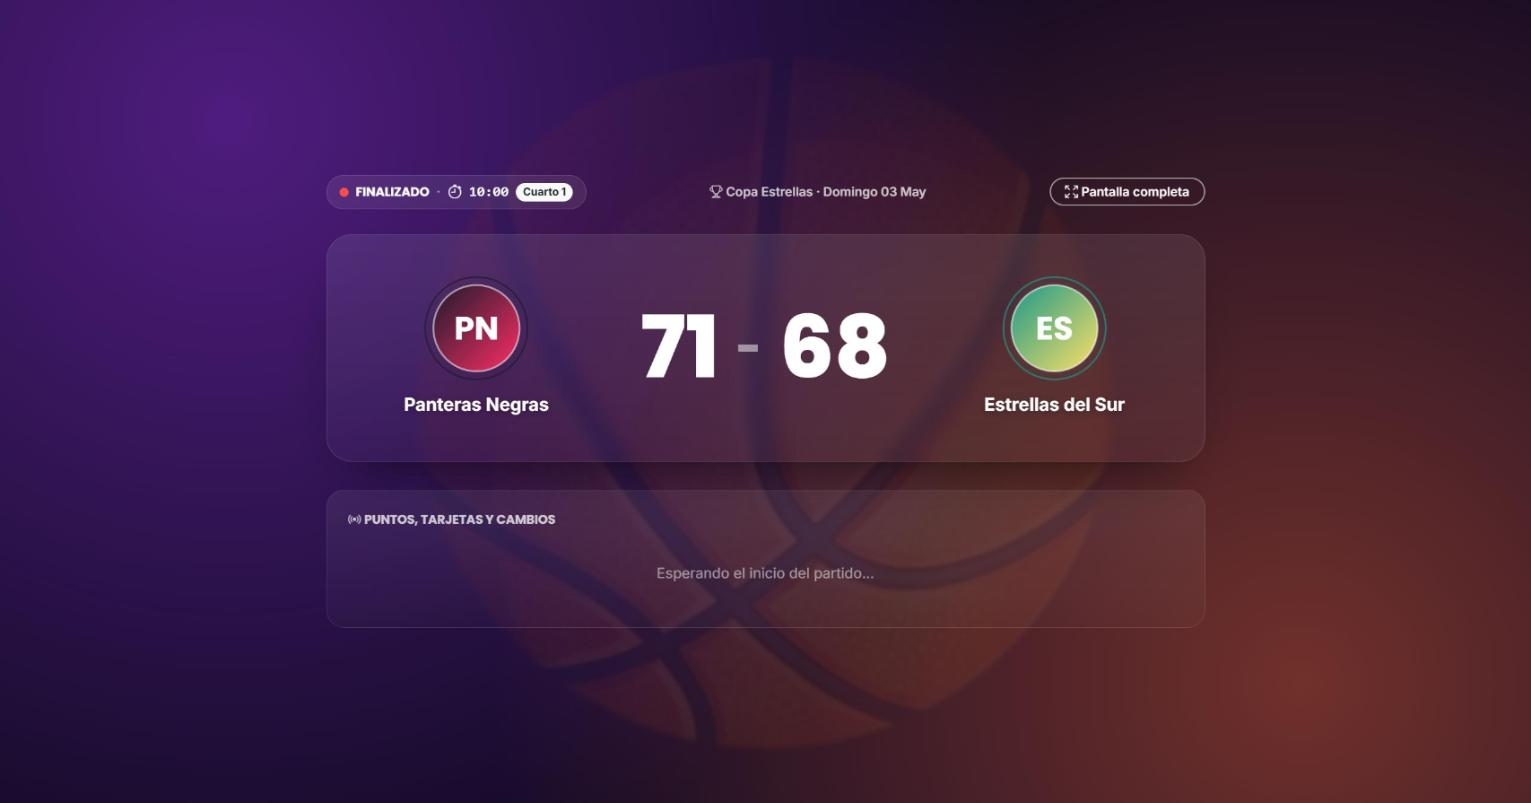 FINALIZADO · 10:00 Cuarto 1
Copa Estrellas · Domingo 03 May
Pantalla completa
PN
71 - 68
ES
Panteras Negras
Estrellas del Sur
PUNTOS, TARJETAS Y CAMBIOS
Esperando el inicio del partido...